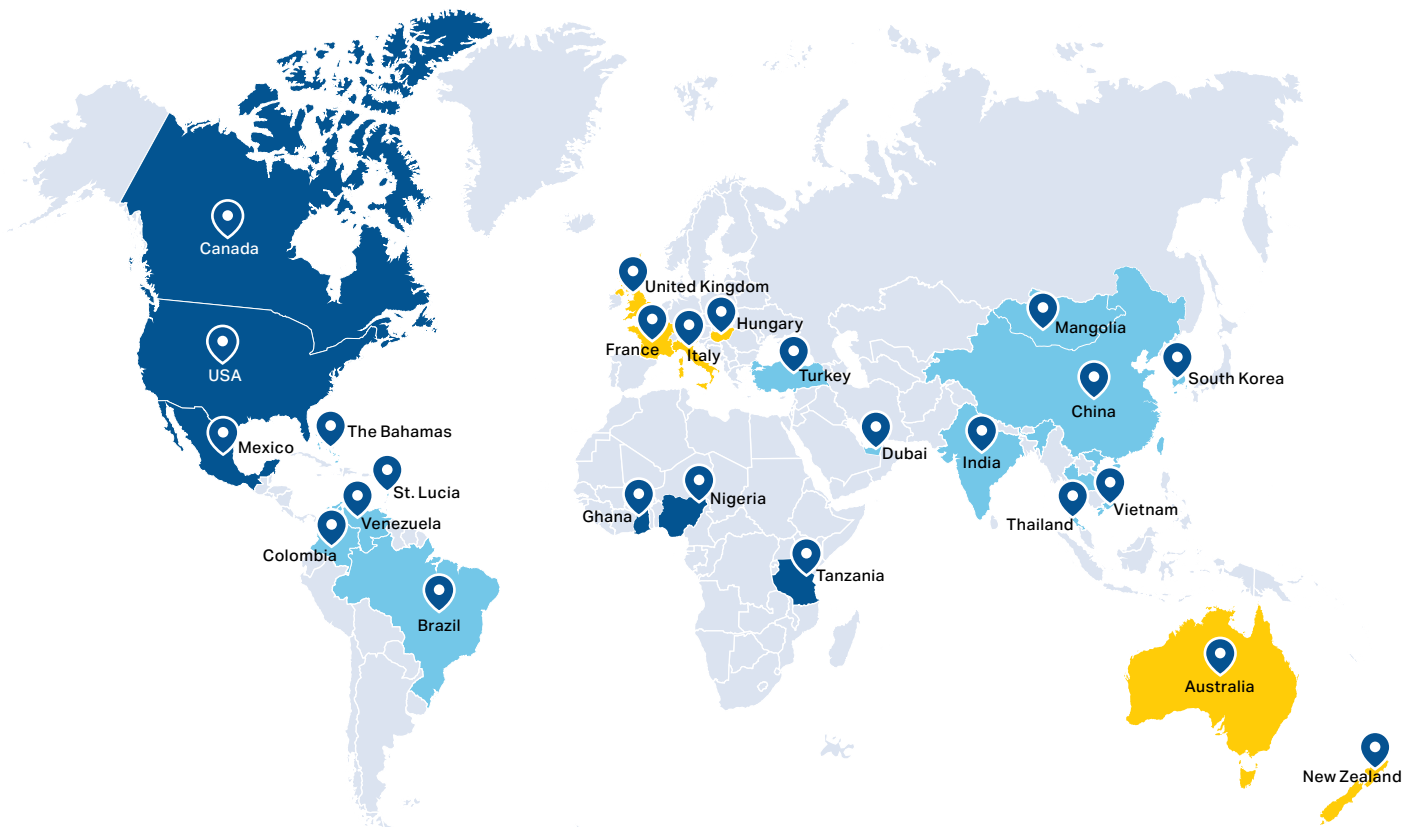 Canada
USA
Mexico
The Bahamas
St. Lucia
Venezuela
Colombia
Brazil
United Kingdom
France
Italy
Hungary
Turkey
Ghana
Nigeria
Tanzania
Dubai
India
Mangolia
China
South Korea
Thailand
Vietnam
Australia
New Zealand